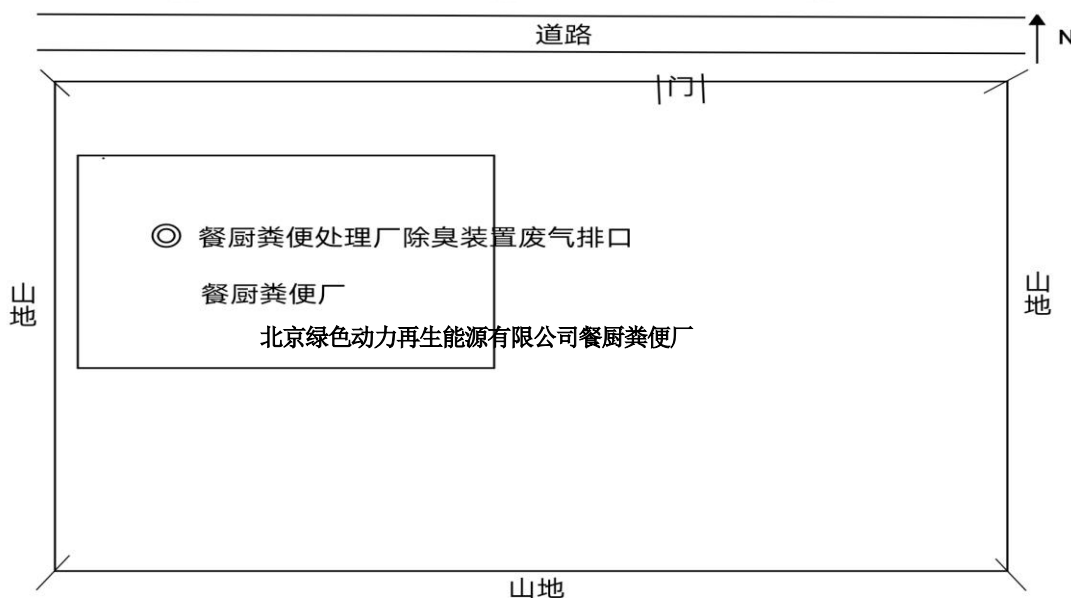 道路
N
门
餐厨粪便处理厂除臭装置废气排口
餐厨粪便厂
北京绿色动力再生能源有限公司餐厨粪便厂
山地
山地
山地